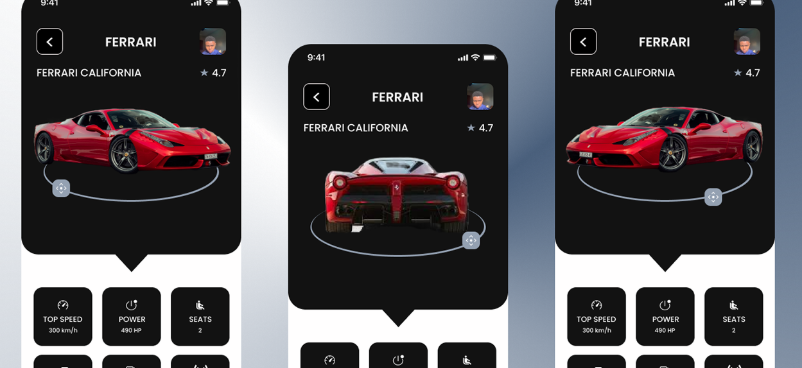 9:41
FERRARI
FERRARI CALIFORNIA
4.7
TOP SPEED
300 km/h
POWER
490 HP
SEATS
2
9:41
FERRARI
FERRARI CALIFORNIA
4.7
9:41
FERRARI
FERRARI CALIFORNIA
4.7
TOP SPEED
300 km/h
POWER
490 HP
SEATS
2